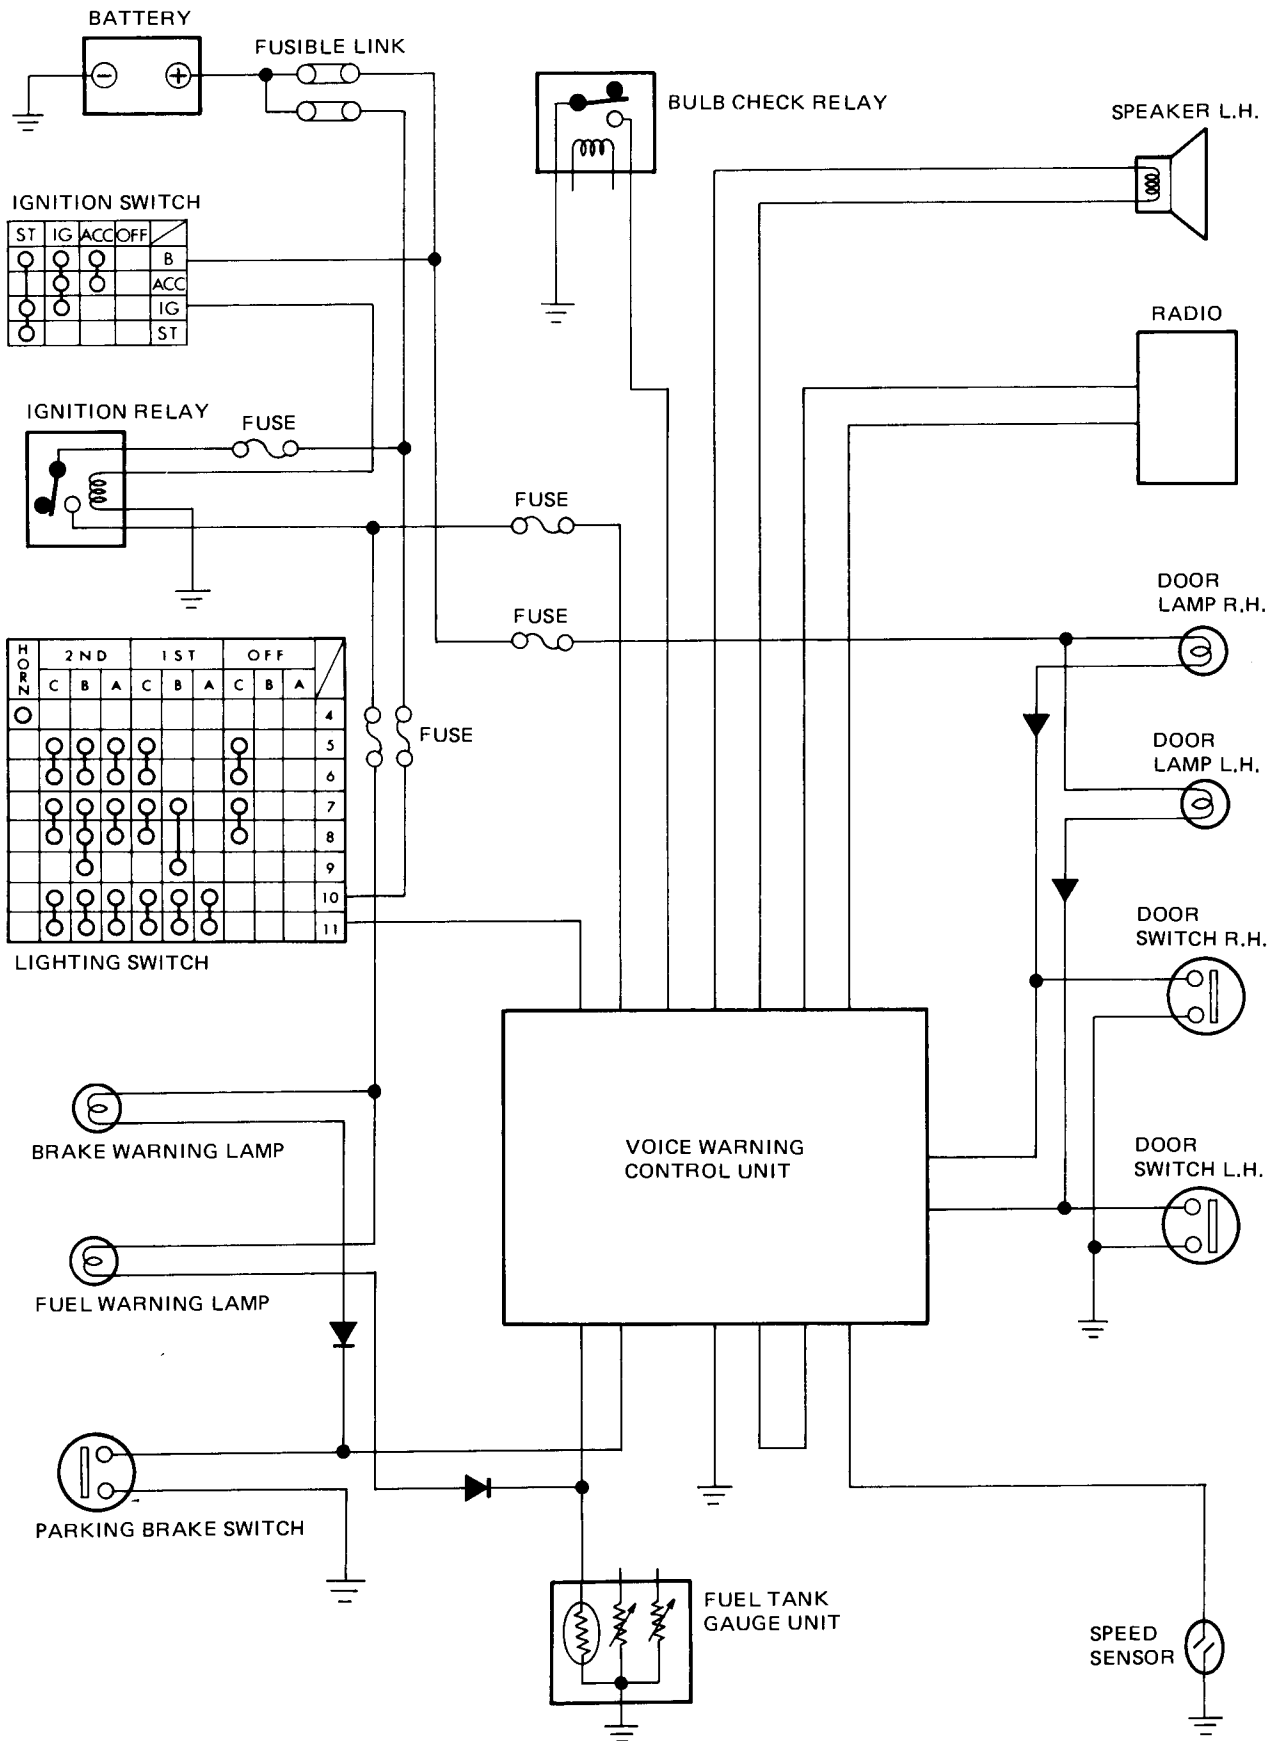 BATTERY
FUSIBLE LINK
BULB CHECK RELAY
SPEAKER L.H.
IGNITION SWITCH
ST IG ACC OFF
B
ACC
IG
ST
RADIO
IGNITION RELAY
FUSE
FUSE
DOOR
LAMP R.H.
FUSE
HORN 2ND 1ST OFF
C B A C B A C B A
4
5
6
7
8
9
10
11
FUSE
DOOR
LAMP L.H.
DOOR
SWITCH R.H.
LIGHTING SWITCH
BRAKE WARNING LAMP
VOICE WARNING
CONTROL UNIT
DOOR
SWITCH L.H.
FUEL WARNING LAMP
PARKING BRAKE SWITCH
FUEL TANK
GAUGE UNIT
SPEED
SENSOR